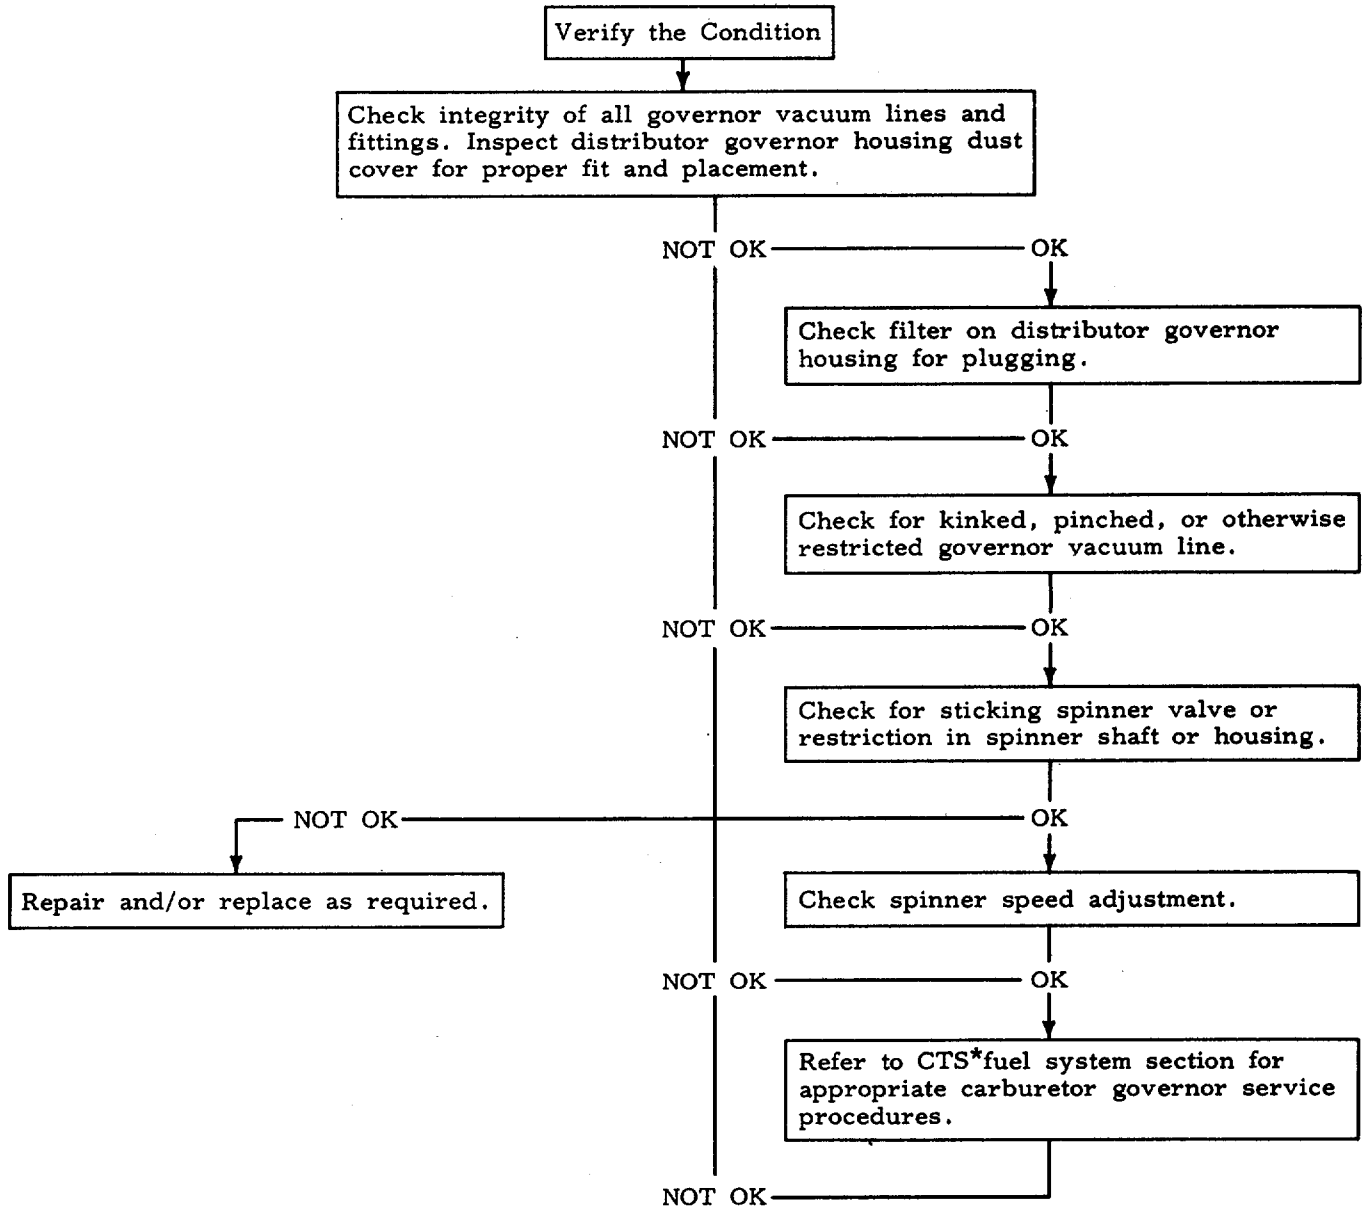 Verify the Condition
Check integrity of all governor vacuum lines and
fittings. Inspect distributor governor housing dust
cover for proper fit and placement.
NOT OK
OK
Check filter on distributor governor
housing for plugging.
NOT OK
OK
Check for kinked, pinched, or otherwise
restricted governor vacuum line.
NOT OK
OK
Check for sticking spinner valve or
restriction in spinner shaft or housing.
NOT OK
OK
Repair and/or replace as required.
Check spinner speed adjustment.
NOT OK
OK
Refer to CTS*fuel system section for
appropriate carburetor governor service
procedures.
NOT OK